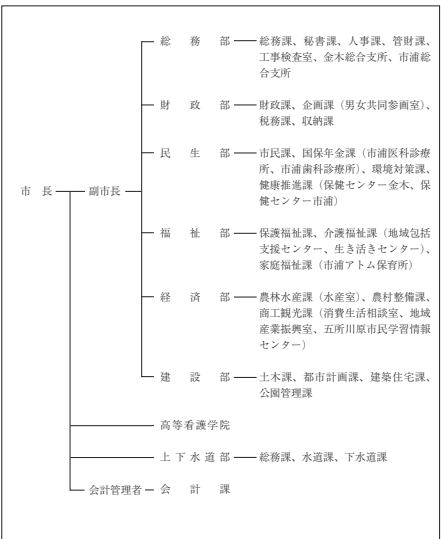 総務部 総務課、秘書課、人事課、管財課、
工事検査室、金木総合支所、市浦総
合支所
財政部 財政課、企画課（男女共同参画室）、
税務課、収納課
民生部 市民課、国保年金課（市浦医科診療
所、市浦歯科診療所）、環境対策課、
健康推進課（保健センター金木、保
健センター市浦）
市長 副市長
福祉部 保護福祉課、介護福祉課（地域包括
支援センター、生き活きセンター）、
家庭福祉課（市浦アトム保育所）
経済部 農林水産課（水産室）、農村整備課、
商工観光課（消費生活相談室、地域
産業振興室、五所川原市民学習情報
センター）
建設部 土木課、都市計画課、建築住宅課、
公園管理課
高等看護学院
上下水道部 総務課、水道課、下水道課
会計管理者 会計課